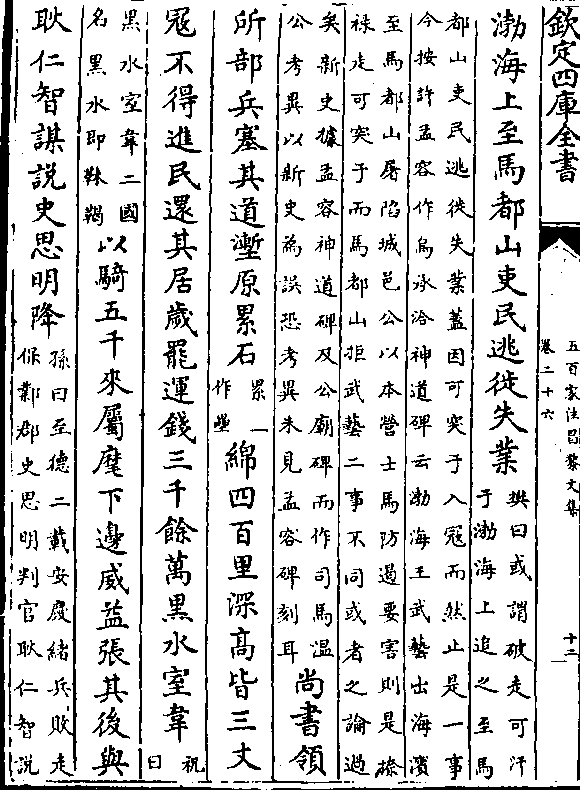 欽定四庫全書
五百家注昌黎文集
卷二十六
十二
渤海上至馬都山吏民逃徙失業
樊曰或謂破走可汗
于渤海上追之至馬
都山吏民逃徙失業蓋因可突于入冦而然止是一事
今按許孟容作烏承洽神道碑云渤海王武藝出海濱
至馬都山屠陷城邑公以本營士馬防遏要害則是捺
祿走可突于而馬都山拒武藝二事不同或者之論過
矣新史據孟容神道碑及公廟碑而作司馬温
公考異以新史為誤恐考異未見孟容碑刻耳
尚書領
所部兵塞其道塹原累石
累一
作壘
綿四百里深高皆三丈
冦不得進民還其居歲罷運錢三千餘萬黑水室韋
祝
曰
黑水室韋二國
名黑水即靺鞨
以騎五千來屬麾下邊威益張其後與
耿仁智謀説史思明降
孫曰至德二載安慶緒兵敗走
保鄴郡史思明判官耿仁智説